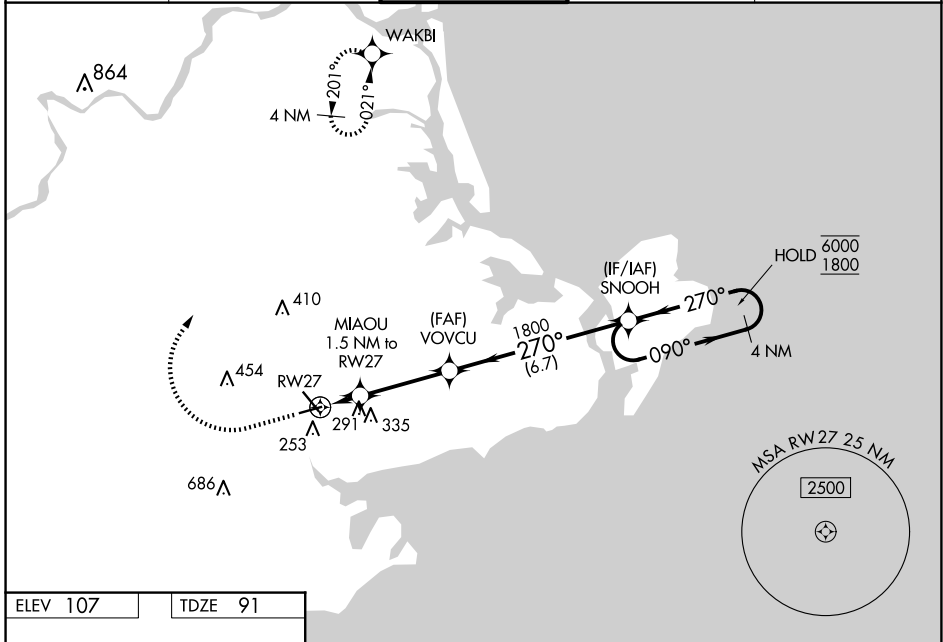 WAKBI
864
201°
021°
4 NM
HOLD 6000
1800
(IF/IAF)
SNOOH
270°
410
MIAOU
1.5 NM to
RW27
(FAF)
VOVCU
1800
270°
(6.7)
090°
4 NM
454
RW27
291
335
253
686
MSA RW27 25 NM
2500
ELEV 107
TDZE 91